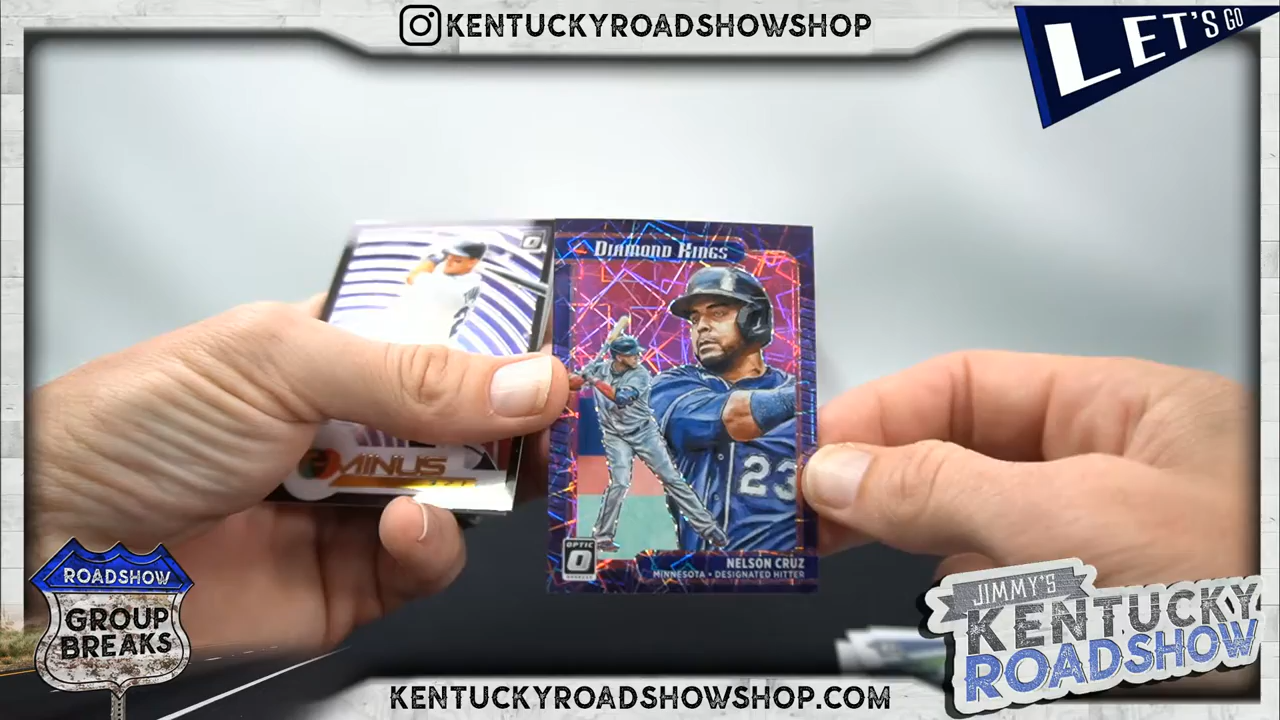 KENTUCKYROADSHOWSHOP
LET'S GO
DIAMOND KINGS
MINUS
23
OPTIC
NELSON CRUZ
MINNESOTA • DESIGNATED HITTER
ROADSHOW
GROUP
BREAKS
JIMMY'S
KENTUCKY
ROADSHOW
KENTUCKYROADSHOWSHOP.COM